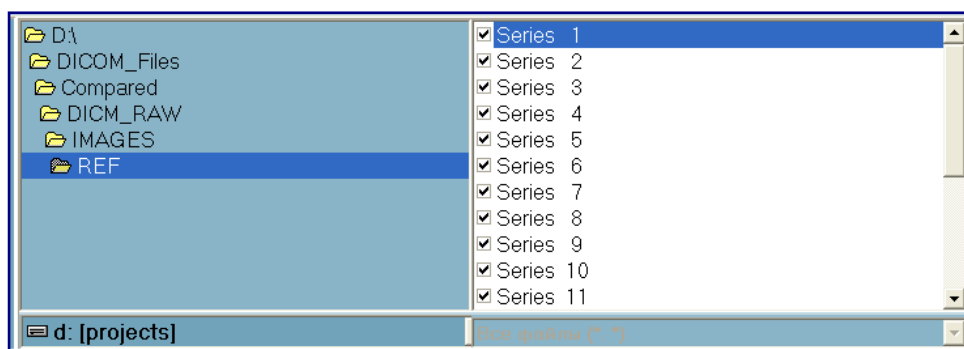 D:\
DICOM_Files
Compared
DICM_RAW
IMAGES
REF
d: [projects]
Series 1
Series 2
Series 3
Series 4
Series 5
Series 6
Series 7
Series 8
Series 9
Series 10
Series 11